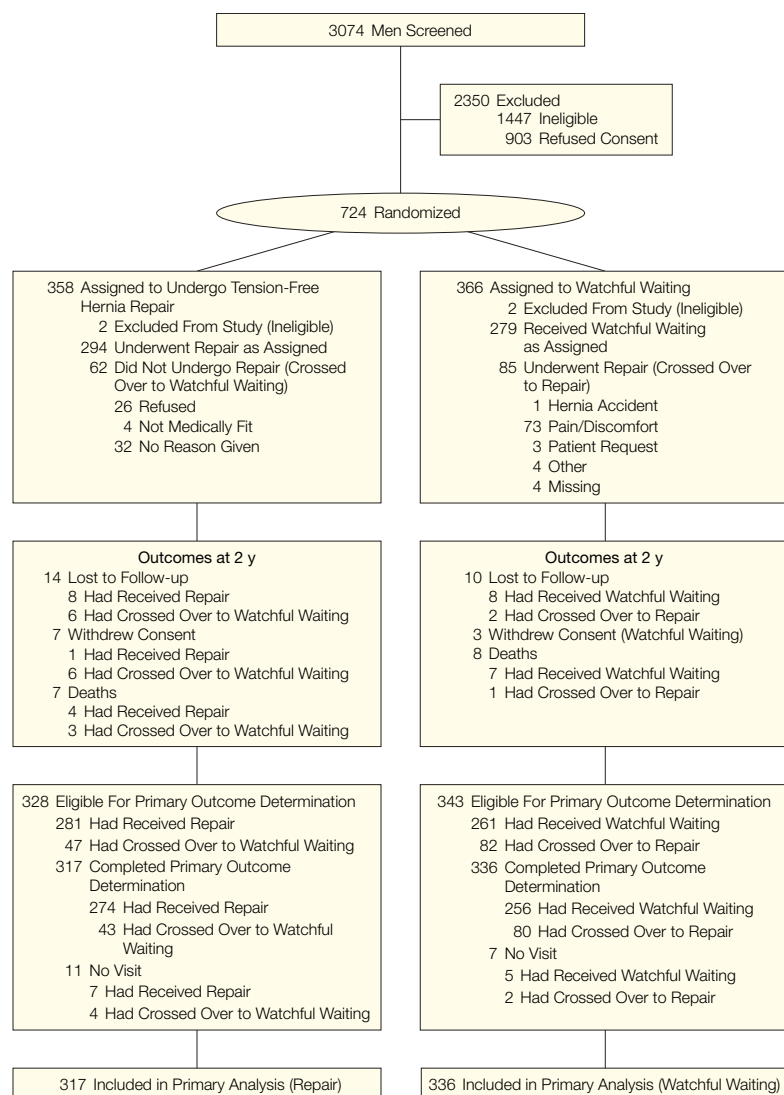 3074 Men Screened
2350 Excluded
1447 Ineligible
903 Refused Consent
724 Randomized
358 Assigned to Undergo Tension-Free
Hernia Repair
2 Excluded From Study (Ineligible)
294 Underwent Repair as Assigned
62 Did Not Undergo Repair (Crossed
Over to Watchful Waiting)
26 Refused
4 Not Medically Fit
32 No Reason Given
366 Assigned to Watchful Waiting
2 Excluded From Study (Ineligible)
279 Received Watchful Waiting
as Assigned
85 Underwent Repair (Crossed Over
to Repair)
1 Hernia Accident
73 Pain/Discomfort
3 Patient Request
4 Other
4 Missing
Outcomes at 2 y
14 Lost to Follow-up
8 Had Received Repair
6 Had Crossed Over to Watchful Waiting
7 Withdrew Consent
1 Had Received Repair
6 Had Crossed Over to Watchful Waiting
7 Deaths
4 Had Received Repair
3 Had Crossed Over to Watchful Waiting
Outcomes at 2 y
10 Lost to Follow-up
8 Had Received Watchful Waiting
2 Had Crossed Over to Repair
3 Withdrew Consent (Watchful Waiting)
8 Deaths
7 Had Received Watchful Waiting
1 Had Crossed Over to Repair
328 Eligible For Primary Outcome Determination
281 Had Received Repair
47 Had Crossed Over to Watchful Waiting
317 Completed Primary Outcome
Determination
274 Had Received Repair
43 Had Crossed Over to Watchful
Waiting
11 No Visit
7 Had Received Repair
4 Had Crossed Over to Watchful Waiting
343 Eligible For Primary Outcome Determination
261 Had Received Watchful Waiting
82 Had Crossed Over to Repair
336 Completed Primary Outcome
Determination
256 Had Received Watchful Waiting
80 Had Crossed Over to Repair
7 No Visit
5 Had Received Watchful Waiting
2 Had Crossed Over to Repair
317 Included in Primary Analysis (Repair)
336 Included in Primary Analysis (Watchful Waiting)